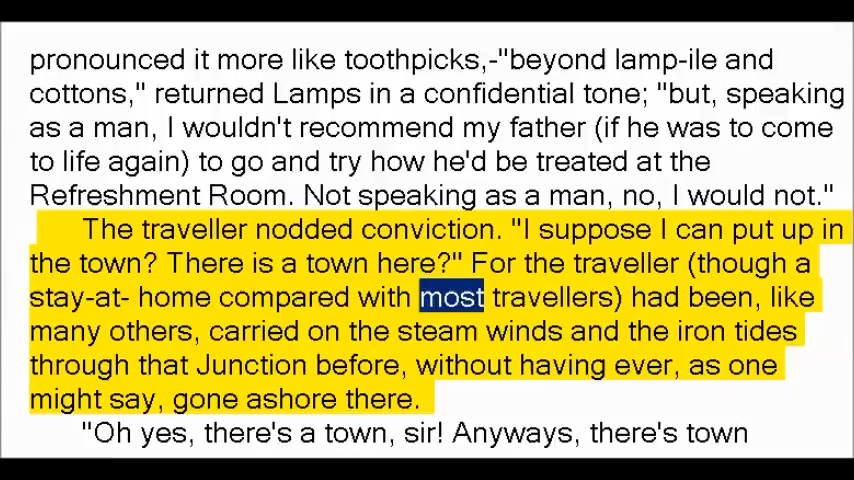 pronounced it more like toothpicks,-"beyond lamp-ile and
cottons," returned Lamps in a confidential tone; "but, speaking
as a man, I wouldn't recommend my father (if he was to come
to life again) to go and try how he'd be treated at the
Refreshment Room. Not speaking as a man, no, I would not."
The traveller nodded conviction. "I suppose I can put up in
the town? There is a town here?" For the traveller (though a
stay-at- home compared with most travellers) had been, like
many others, carried on the steam winds and the iron tides
through that Junction before, without having ever, as one
might say, gone ashore there.
"Oh yes, there's a town, sir! Anyways, there's town